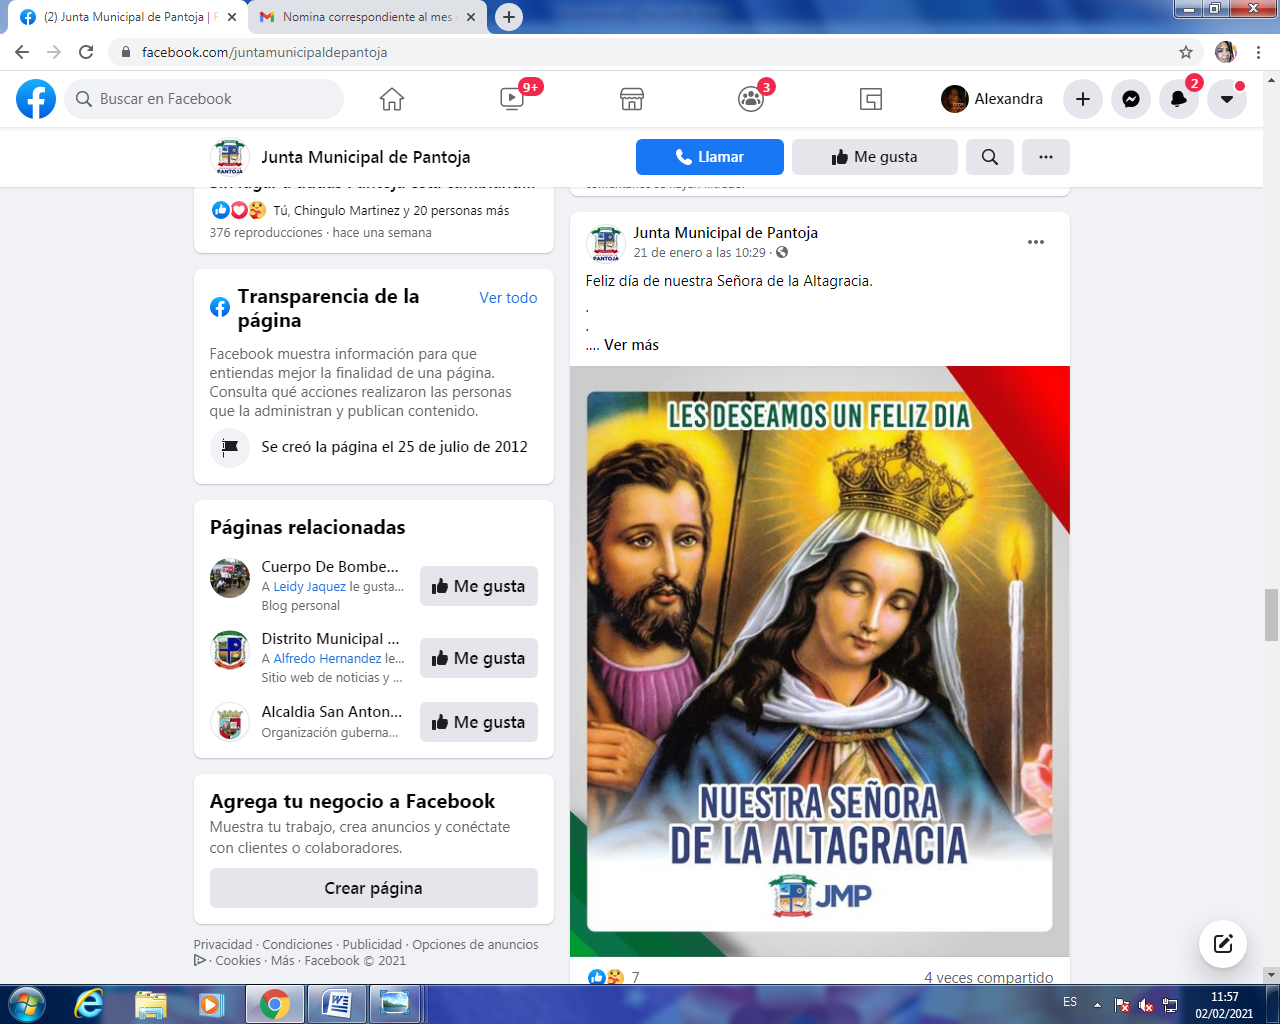 (2) Junta Municipal de Pantoja | F
Nomina correspondiente al mes
facebook.com/juntamunicipaldepantoja
Buscar en Facebook
9+
3
Alexandra
2
Junta Municipal de Pantoja
Llamar
Me gusta
Tú, Chingulo Martinez y 20 personas más
376 reproducciones · hace una semana
Transparencia de la
página
Ver todo
Facebook muestra información para que
entiendas mejor la finalidad de una página.
Consulta qué acciones realizaron las personas
que la administran y publican contenido.
Se creó la página el 25 de julio de 2012
Páginas relacionadas
Cuerpo De Bombe...
A Leidy Jaquez le gusta...
Blog personal
Me gusta
Distrito Municipal ...
A Alfredo Hernandez le...
Sitio web de noticias y ...
Me gusta
Alcaldia San Anton...
Organización guberna...
Me gusta
Agrega tu negocio a Facebook
Muestra tu trabajo, crea anuncios y conéctate
con clientes o colaboradores.
Crear página
Privacidad · Condiciones · Publicidad · Opciones de anuncios
· Cookies · Más · Facebook © 2021
Junta Municipal de Pantoja
21 de enero a las 10:29 ·
Feliz día de nuestra Señora de la Altagracia.
.
.
.... Ver más
LES DESEAMOS UN FELIZ DIA
NUESTRA SEÑORA
DE LA ALTAGRACIA
JMP
7
4 veces compartido
ES
11:57
02/02/2021